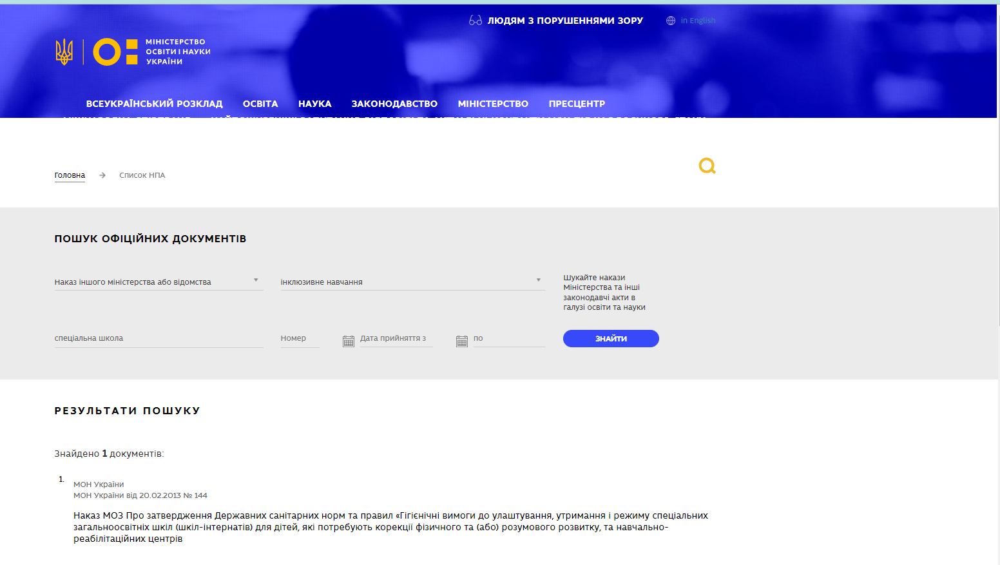 ЛЮДЯМ З ПОРУШЕННЯМИ ЗОРУ
in English
МІНІСТЕРСТВО
ОСВІТИ І НАУКИ
УКРАЇНИ
ВСЕУКРАЇНСЬКИЙ РОЗКЛАД ОСВІТА НАУКА ЗАКОНОДАВСТВО МІНІСТЕРСТВО ПРЕСЦЕНТР
Головна → Список НПА
ПОШУК ОФІЦІЙНИХ ДОКУМЕНТІВ
Наказ іншого міністерства або відомства
інклюзивне навчання
Шукайте накази
Міністерства та інші
законодавчі акти в
галузі освіти та науки
спеціальна школа
Номер
Дата прийняття з
по
ЗНАЙТИ
РЕЗУЛЬТАТИ ПОШУКУ
Знайдено 1 документів:
1.
МОН України
МОН України від 20.02.2013 № 144
Наказ МОЗ Про затвердження Державних санітарних норм та правил «Гігієнічні вимоги до улаштування, утримання і режиму спеціальних
загальноосвітніх шкіл (шкіл-інтернатів) для дітей, які потребують корекції фізичного та (або) розумового розвитку, та навчально-
реабілітаційних центрів